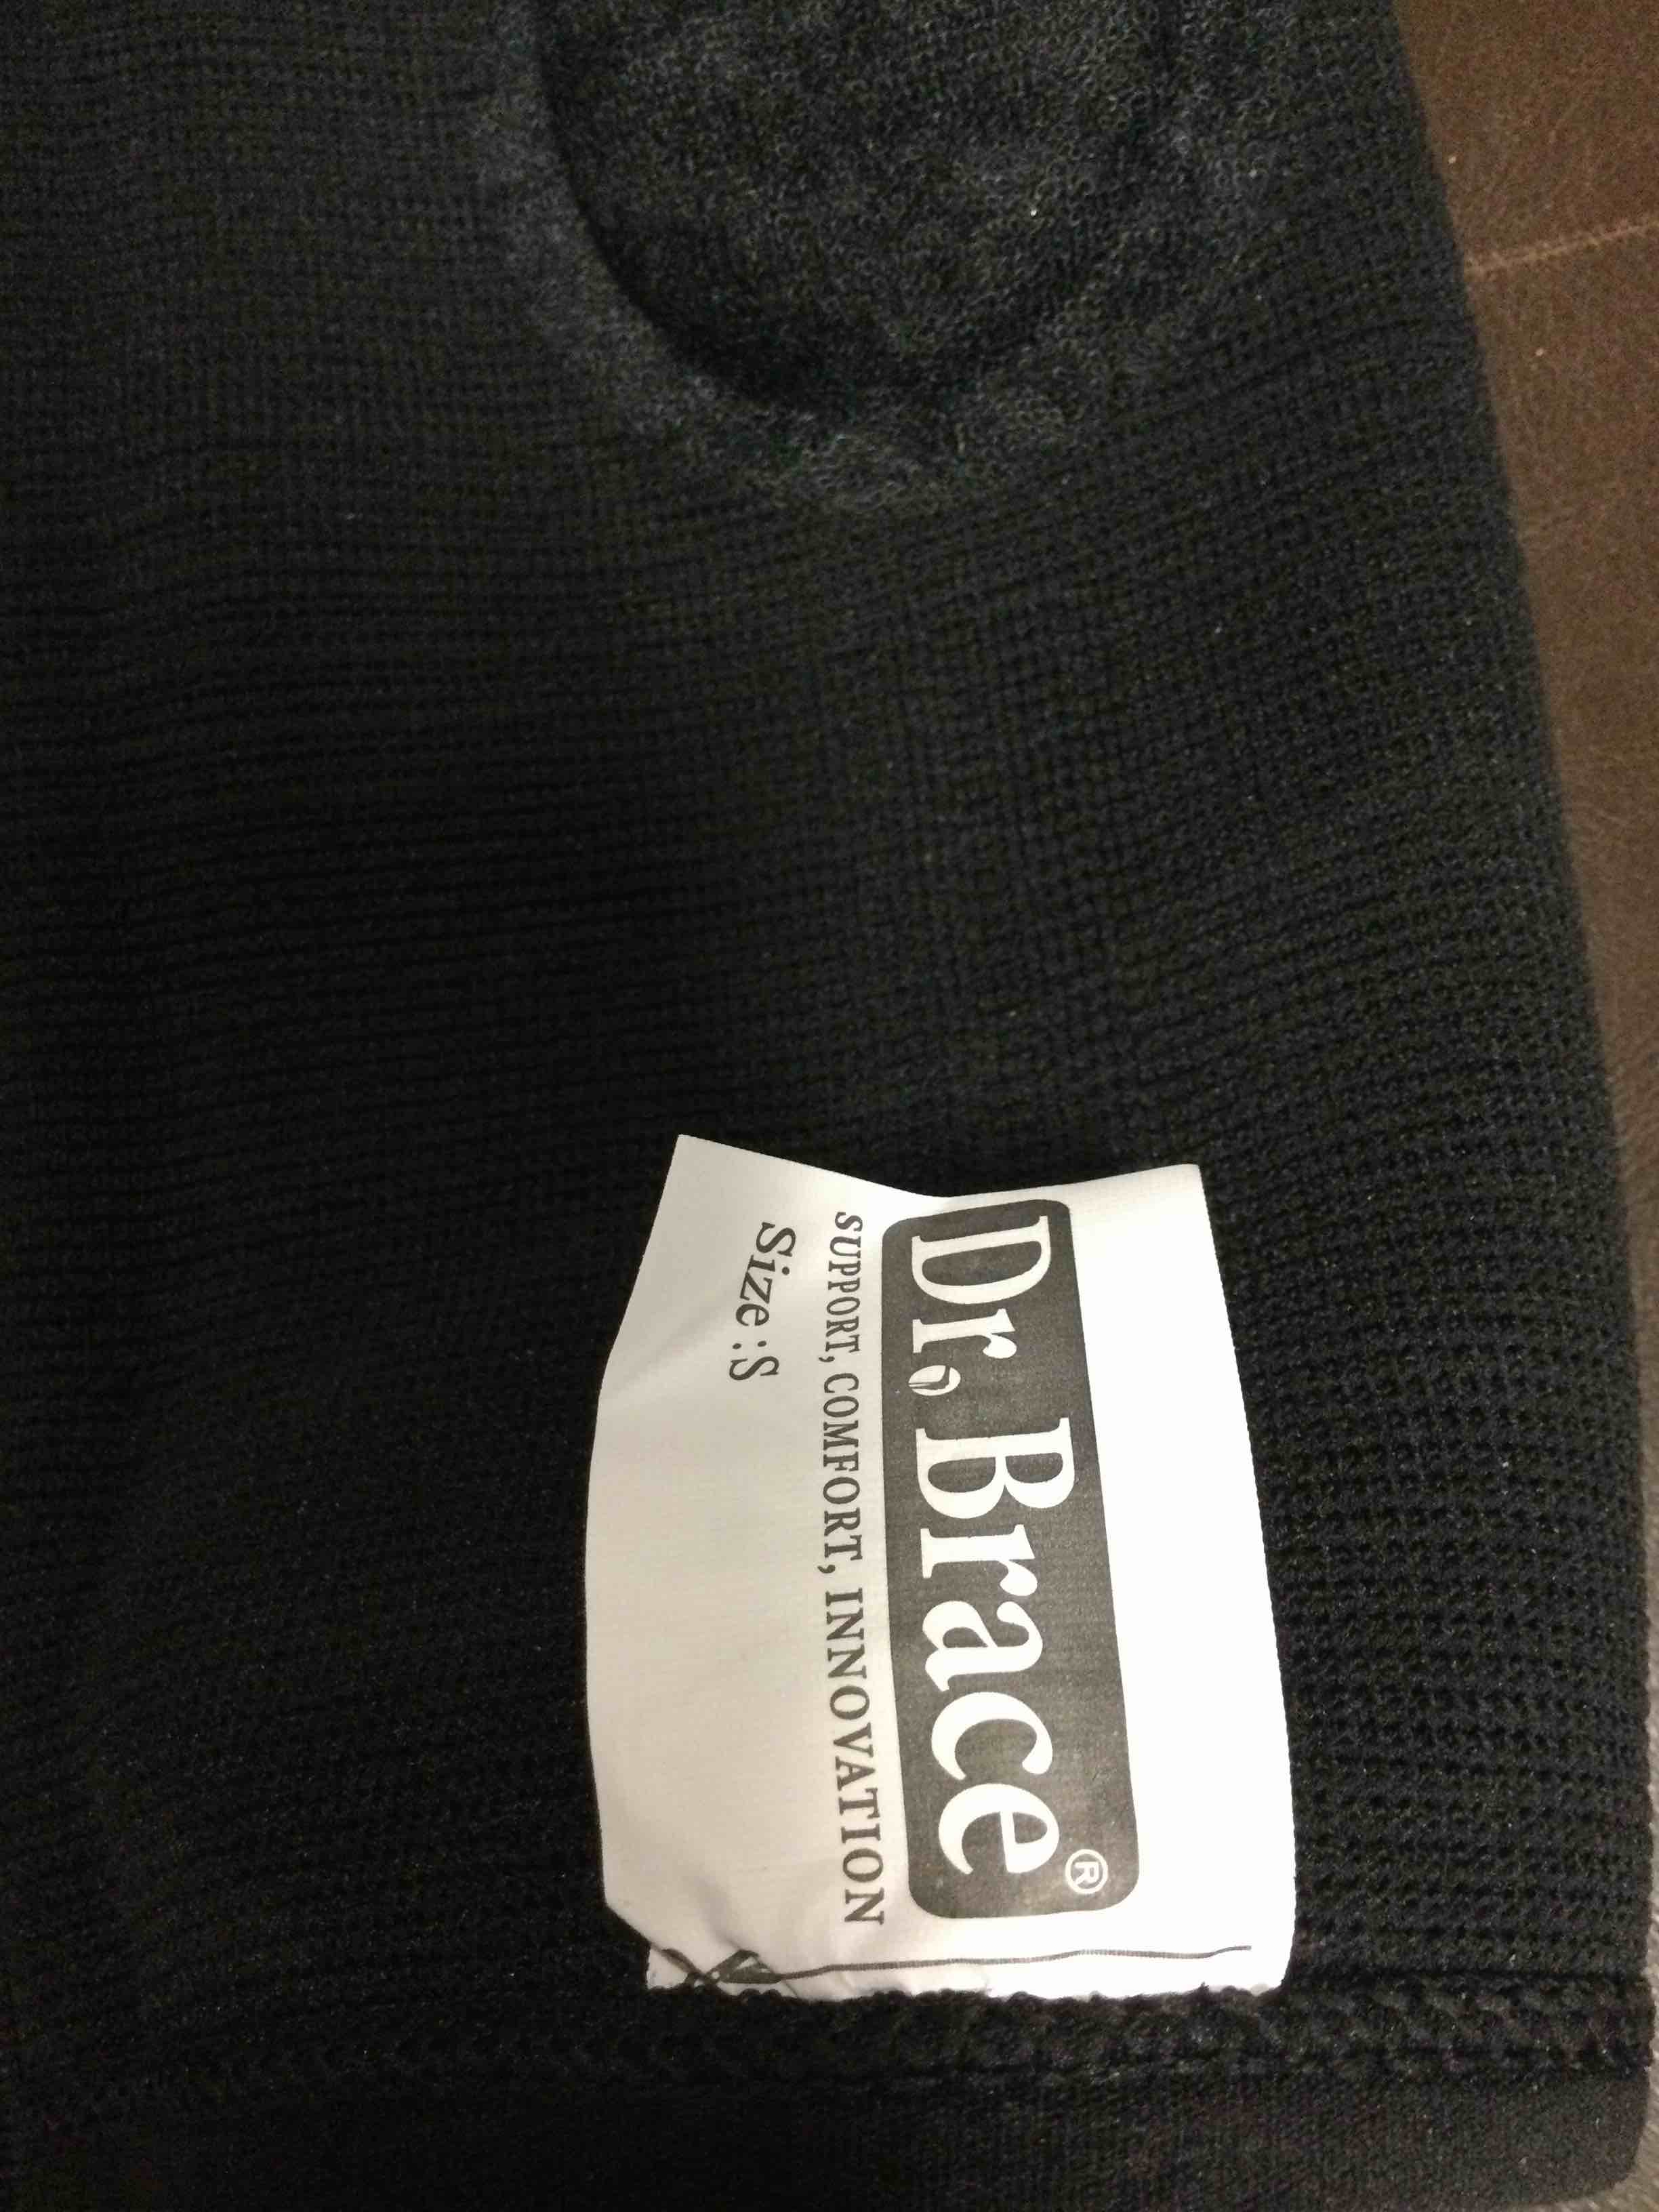 Dr. Brace®
SUPPORT, COMFORT, INNOVATION
Size:S